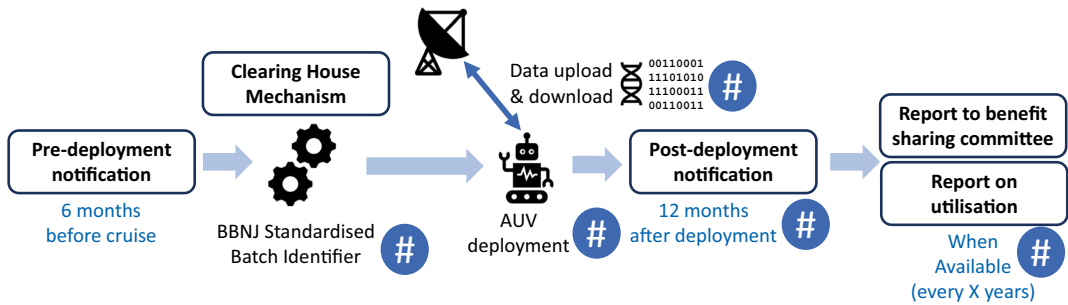 Pre-deployment
notification
6 months
before cruise
Clearing House
Mechanism
BBNJ Standardised
Batch Identifier
#
Data upload
& download
00110001
11101010
11100011
00110011
#
AUV
deployment
#
Post-deployment
notification
12 months
after deployment
#
Report to benefit
sharing committee
Report on
utilisation
When
Available
(every X years)
#